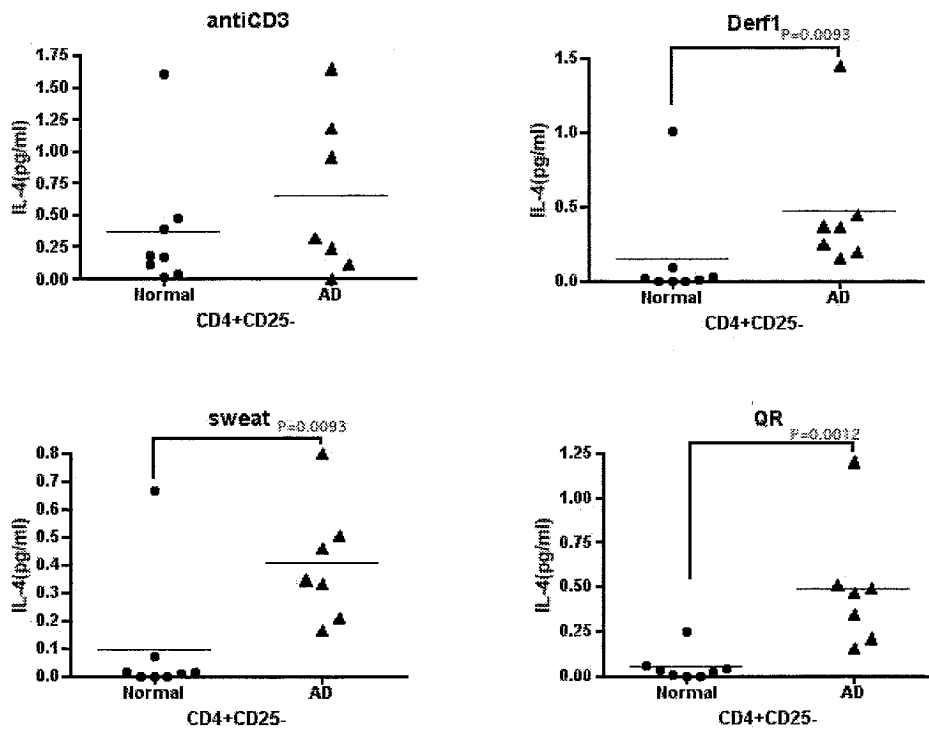 antiCD3
1.75
1.50
1.25
1.00
0.75
0.50
0.25
0.00
IL-4(pg/ml)
Normal
AD
CD4+CD25-
Derf1
P=0.0093
1.5
1.0
0.5
0.0
IL-4(pg/ml)
Normal
AD
CD4+CD25-
sweat
P=0.0093
0.8
0.7
0.6
0.5
0.4
0.3
0.2
0.1
0.0
IL-4(pg/ml)
Normal
AD
CD4+CD25-
QR
P=0.0012
1.25
1.00
0.75
0.50
0.25
0.00
IL-4(pg/ml)
Normal
AD
CD4+CD25-